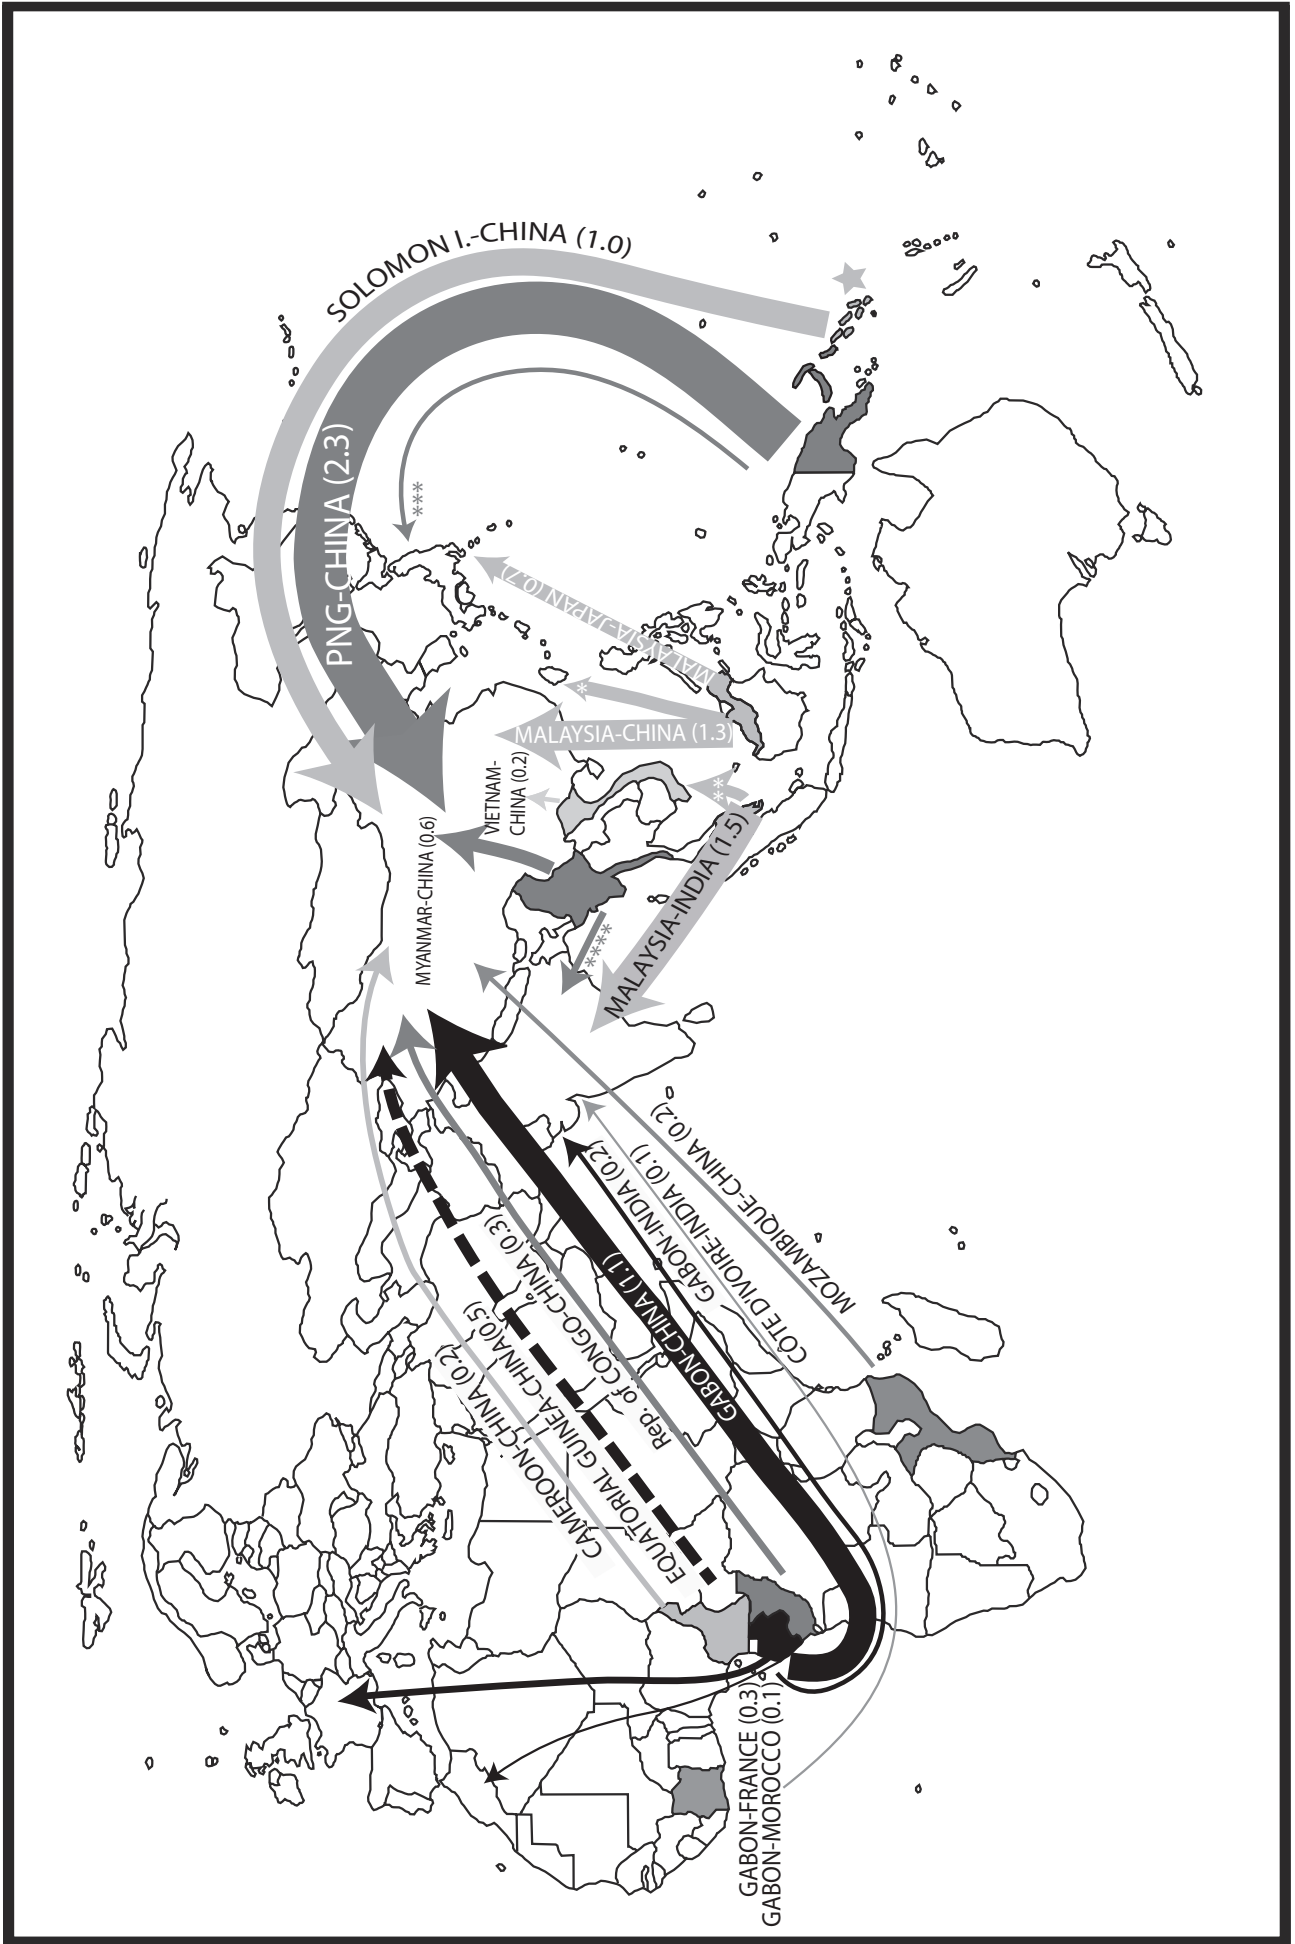 SOLOMON I.-CHINA (1.0)
PNG-CHINA (2.3)
***
MALAYSIA-JAPAN (0.7)
*
MALAYSIA-CHINA (1.3)
VIETNAM-
CHINA (0.2)
**
MALAYSIA-INDIA (1.5)
MYANMAR-CHINA (0.6)
****
CAMEROON-CHINA (0.2)
EQUATORIAL GUINEA-CHINA(0.5)
Rep. of CONGO-CHINA (0.3)
GABON-CHINA (1.1)
GABON-INDIA (0.2)
CÔTE D'IVOIRE-INDIA (0.1)
MOZAMBIQUE-CHINA (0.2)
GABON-FRANCE (0.3)
GABON-MOROCCO (0.1)